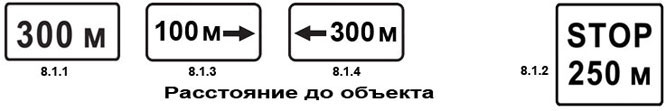 300 м
100 м
300 м
STOP
250 м
8.1.1
8.1.3
8.1.4
8.1.2
Расстояние до объекта